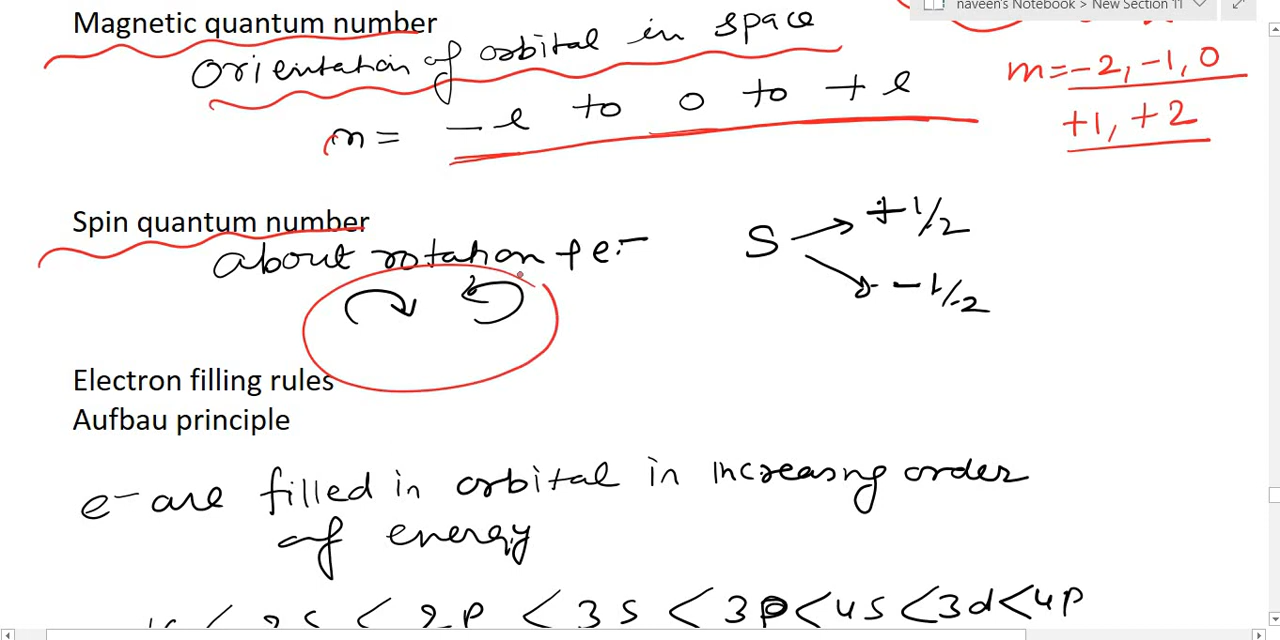 naveen's Notebook > New Section 11
Magnetic quantum number
Orientation of orbital in space
m = -2, -1, 0
+1, +2
m = -l to 0 to + l
Spin quantum number
about rotation of e-
S + 1/2
- 1/2
Electron filling rules
Aufbau principle
e- are filled in orbital in increasing order
of energy
1s < 2s < 2p < 3s < 3p < 4s < 3d < 4p